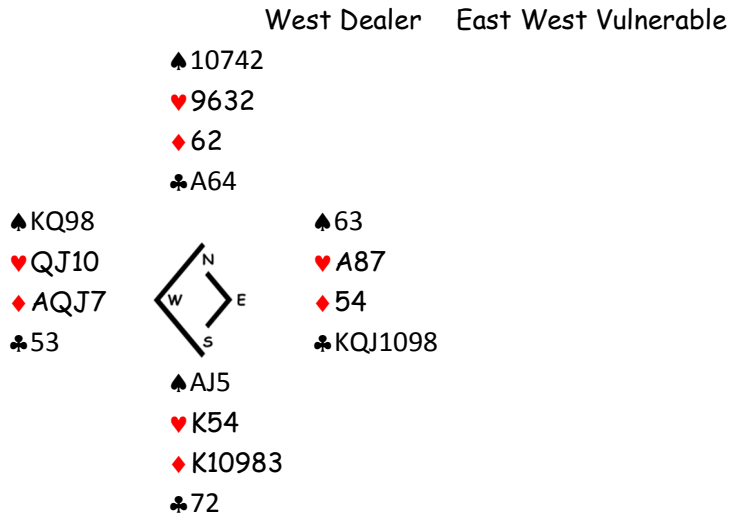 West Dealer East West Vulnerable
♠10742
♥9632
♦62
♣A64
♠KQ98 ♠63
♥QJ10 ♥A87
♦AQJ7 ♦54
♣53 ♣KQJ1098
N
W E
S
♠AJ5
♥K54
♦K10983
♣72